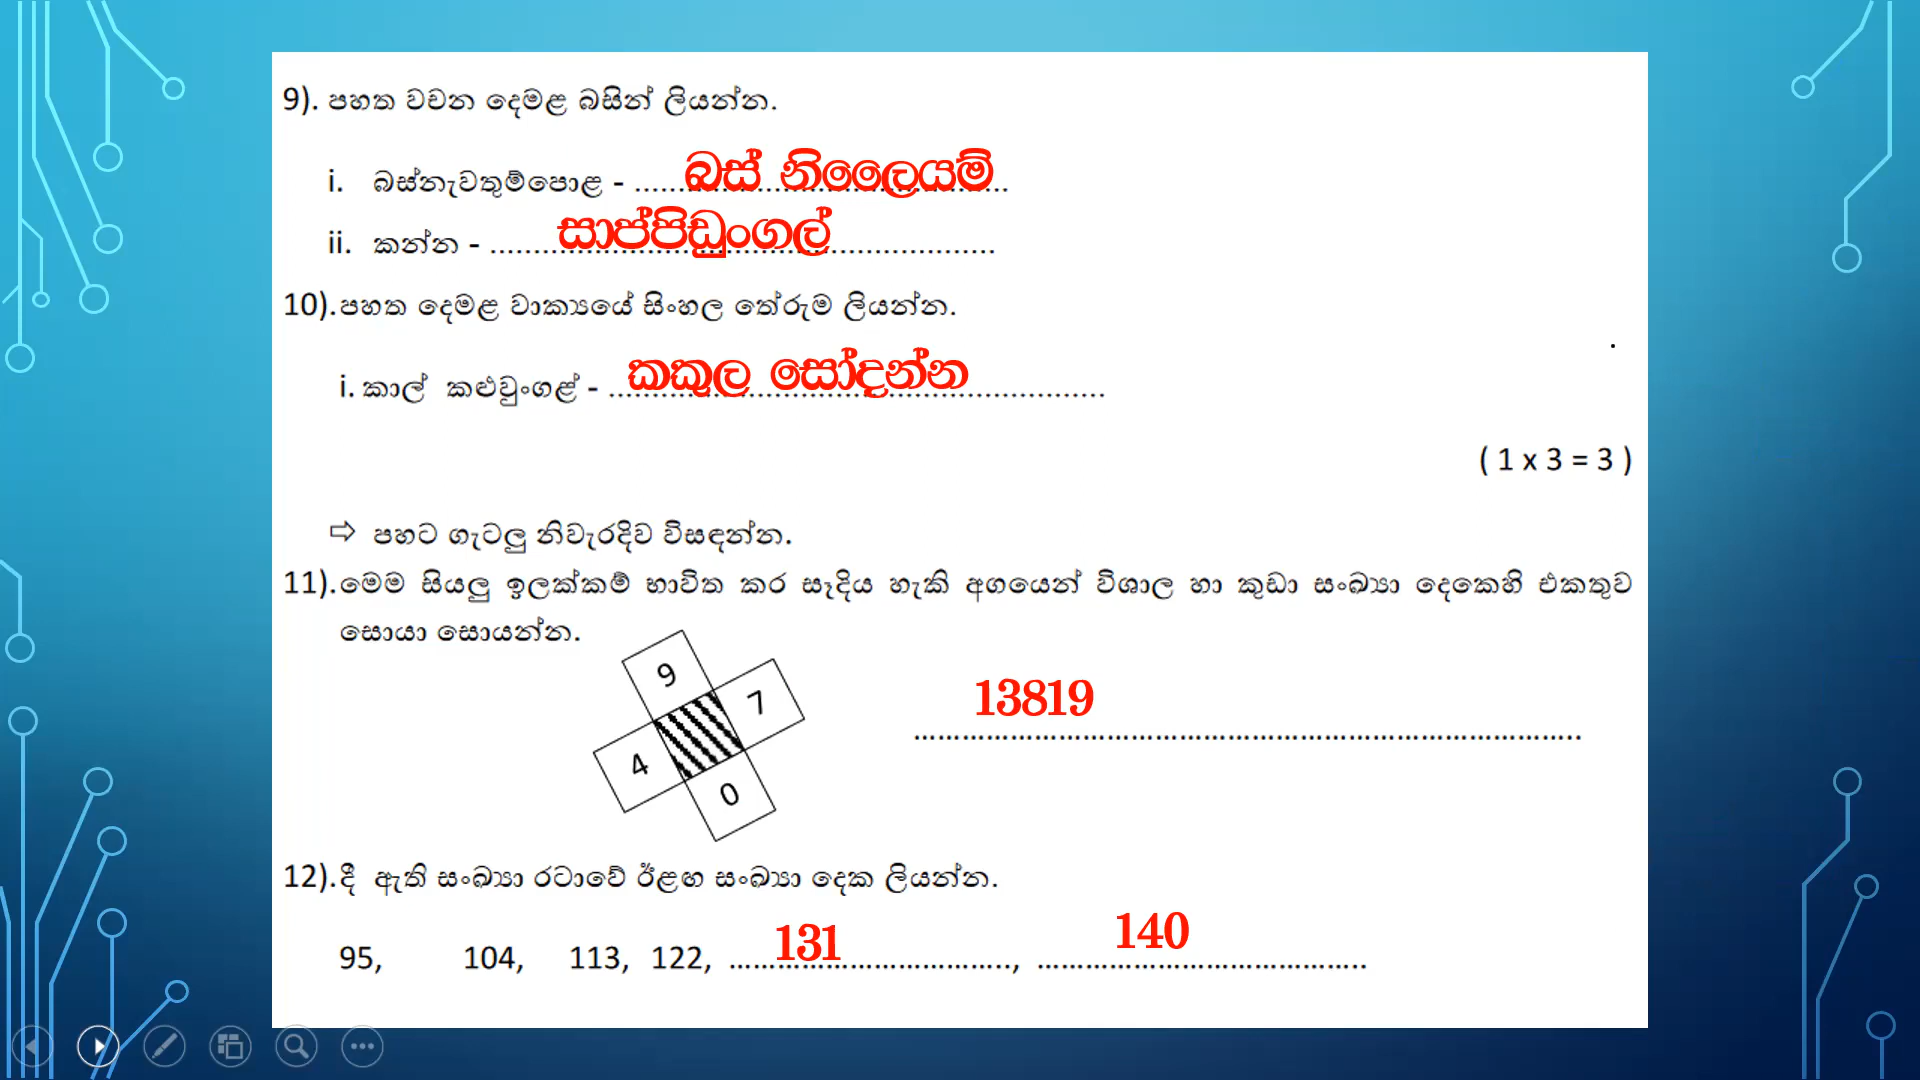 9). පහත වචන දෙමළ බසින් ලියන්න.
i. බස්නැවතුම්පොළ - ........................................... බස් නිලෛයම්
ii. කන්න - .......................................................... සාප්පිඩුංගල්
10). පහත දෙමළ වාක්‍යයේ සිංහල තේරුම ලියන්න.
i. කාල් කළුවුංගළ් - ......................................................... කකුල සෝදන්න
( 1 x 3 = 3 )
⇨ පහට ගැටලු නිවැරදිව විසඳන්න.
11). මෙම සියලු ඉලක්කම් භාවිත කර සෑදිය හැකි අගයෙන් විශාල හා කුඩා සංඛ්‍යා දෙකෙහි එකතුව
සොයා සොයන්න.
9
7
4
0
13819
12). දී ඇති සංඛ්‍යා රටාවේ ඊළඟ සංඛ්‍යා දෙක ලියන්න.
95, 104, 113, 122, 131, 140